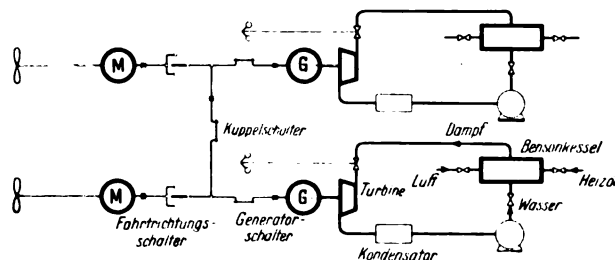 M
G
Kuppelschalter
Dampf
Bensonkessel
M
G
Turbine
Luft
Heizöl
Wasser
Fahrtrichtungs-
schalter
Generator-
schalter
Kondensator